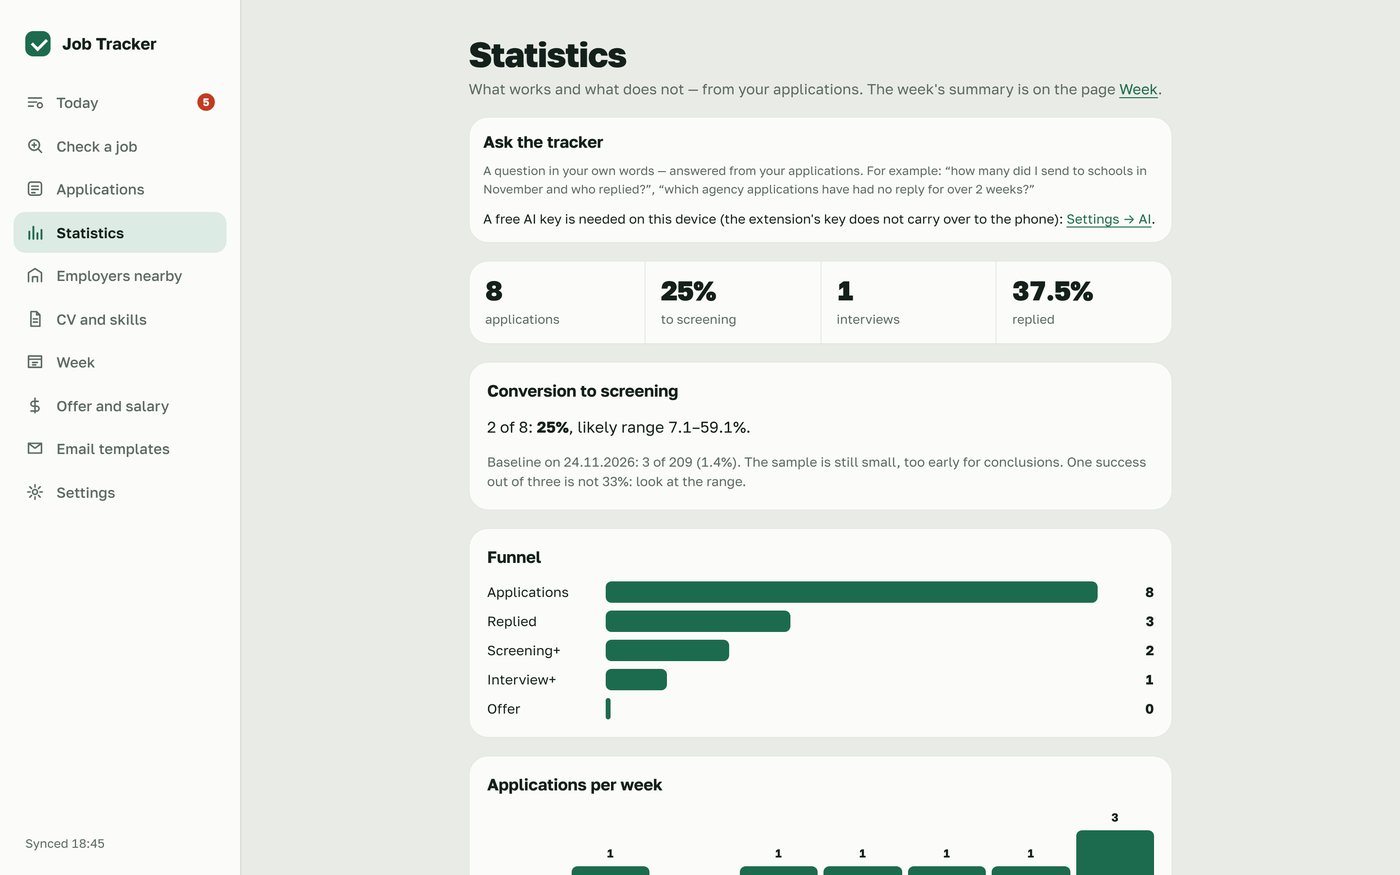 Job Tracker
Today
5
Check a job
Applications
Statistics
Employers nearby
CV and skills
Week
Offer and salary
Email templates
Settings
Synced 18:45
Statistics
What works and what does not — from your applications. The week's summary is on the page Week.
Ask the tracker
A question in your own words — answered from your applications. For example: “how many did I send to schools in
November and who replied?”, “which agency applications have had no reply for over 2 weeks?”
A free AI key is needed on this device (the extension's key does not carry over to the phone): Settings → AI.
8
applications
25%
to screening
1
interviews
37.5%
replied
Conversion to screening
2 of 8: 25%, likely range 7.1–59.1%.
Baseline on 24.11.2026: 3 of 209 (1.4%). The sample is still small, too early for conclusions. One success
out of three is not 33%: look at the range.
Funnel
Applications 8
Replied 3
Screening+ 2
Interview+ 1
Offer 0
Applications per week
1 1 1 1 1 3